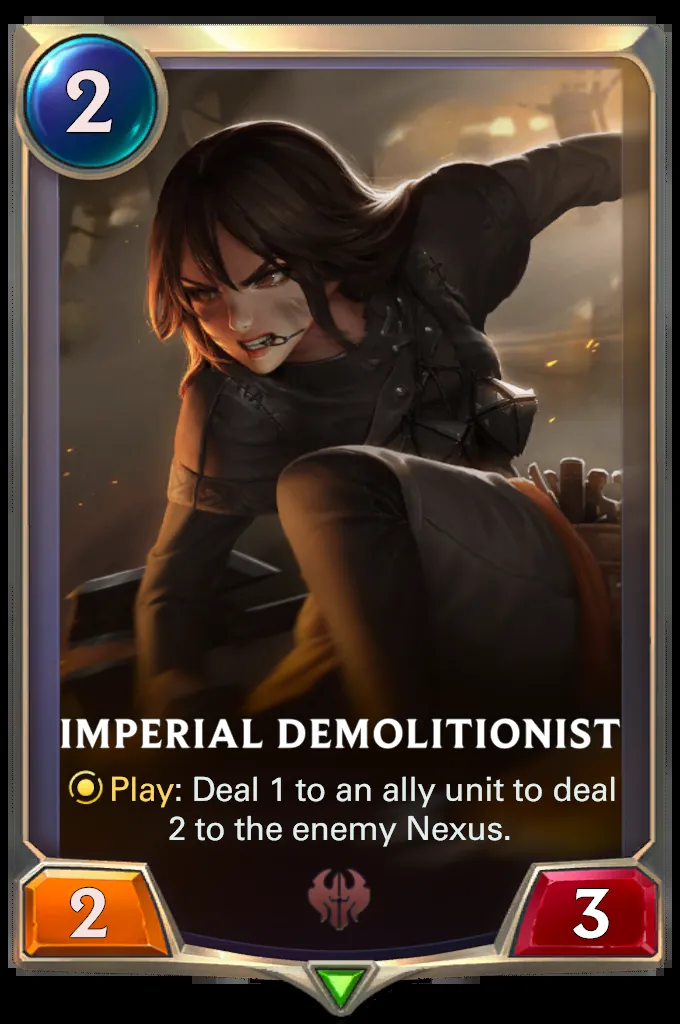 2
IMPERIAL DEMOLITIONIST
Play: Deal 1 to an ally unit to deal
2 to the enemy Nexus.
2
3